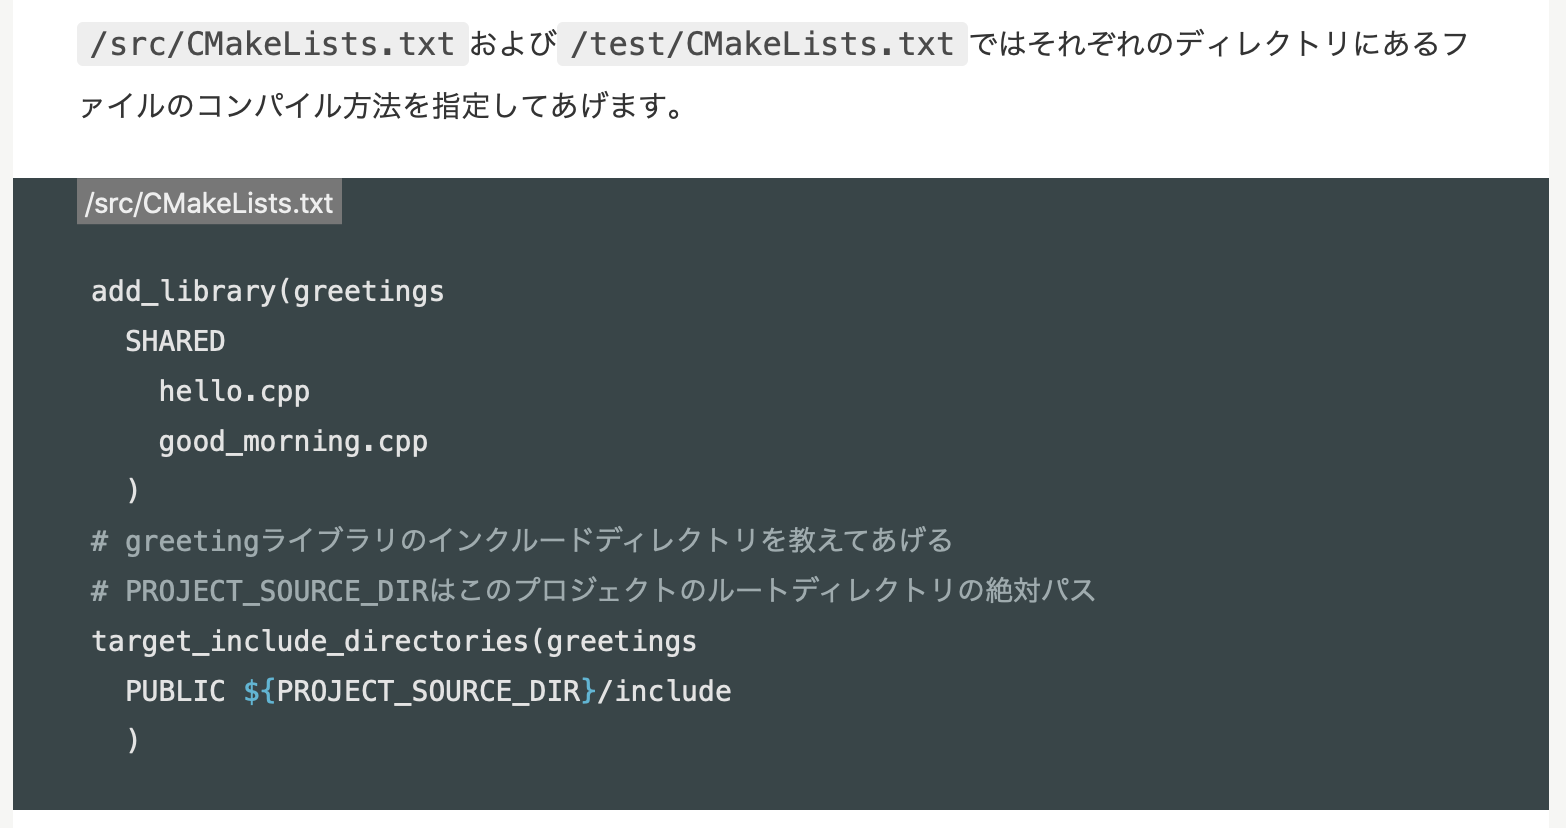 /src/CMakeLists.txt および /test/CMakeLists.txt ではそれぞれのディレクトリにあるフ
ァイルのコンパイル方法を指定してあげます。
/src/CMakeLists.txt
add_library(greetings
  SHARED
    hello.cpp
    good_morning.cpp
  )
# greetingライブラリのインクルードディレクトリを教えてあげる
# PROJECT_SOURCE_DIRはこのプロジェクトのルートディレクトリの絶対パス
target_include_directories(greetings
  PUBLIC ${PROJECT_SOURCE_DIR}/include
  )